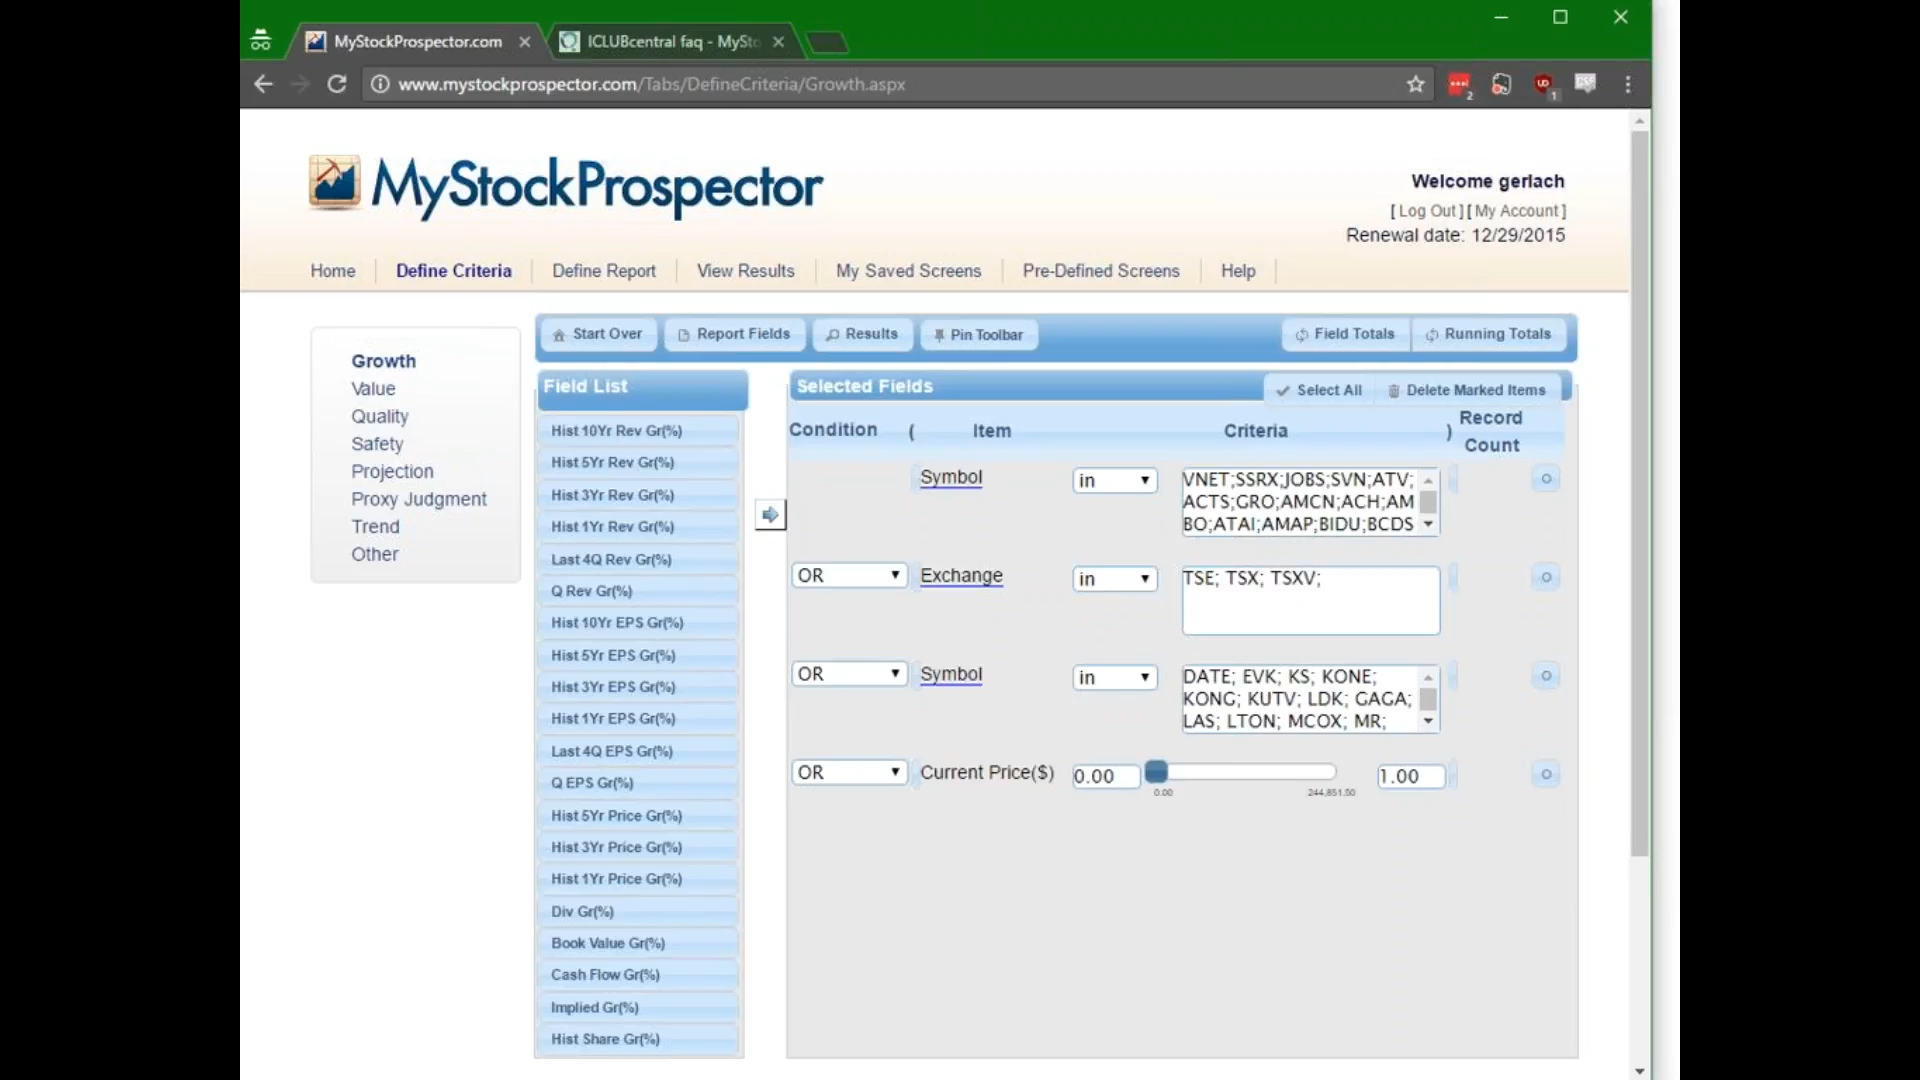 MyStockProspector.com
ICLUBcentral faq - MySto
www.mystockprospector.com/Tabs/DefineCriteria/Growth.aspx
2
UD
1
CSF
MyStockProspector
Welcome gerlach
[ Log Out ] [ My Account ]
Renewal date: 12/29/2015
Home
Define Criteria
Define Report
View Results
My Saved Screens
Pre-Defined Screens
Help
Growth
Value
Quality
Safety
Projection
Proxy Judgment
Trend
Other
Start Over
Report Fields
Results
Pin Toolbar
Field Totals
Running Totals
Field List
Hist 10Yr Rev Gr(%)
Hist 5Yr Rev Gr(%)
Hist 3Yr Rev Gr(%)
Hist 1Yr Rev Gr(%)
Last 4Q Rev Gr(%)
Q Rev Gr(%)
Hist 10Yr EPS Gr(%)
Hist 5Yr EPS Gr(%)
Hist 3Yr EPS Gr(%)
Hist 1Yr EPS Gr(%)
Last 4Q EPS Gr(%)
Q EPS Gr(%)
Hist 5Yr Price Gr(%)
Hist 3Yr Price Gr(%)
Hist 1Yr Price Gr(%)
Div Gr(%)
Book Value Gr(%)
Cash Flow Gr(%)
Implied Gr(%)
Hist Share Gr(%)
Selected Fields
Select All
Delete Marked Items
Condition ( Item Criteria ) Record
Count
Symbol in
VNET;SSRX;JOBS;SVN;ATV;
ACTS;GRO;AMCN;ACH;AM
BO;ATAI;AMAP;BIDU;BCDS
OR Exchange in TSE; TSX; TSXV;
OR Symbol in
DATE; EVK; KS; KONE;
KONG; KUTV; LDK; GAGA;
LAS; LTON; MCOX; MR;
OR Current Price($) 0.00 1.00
0.00 244,851.50